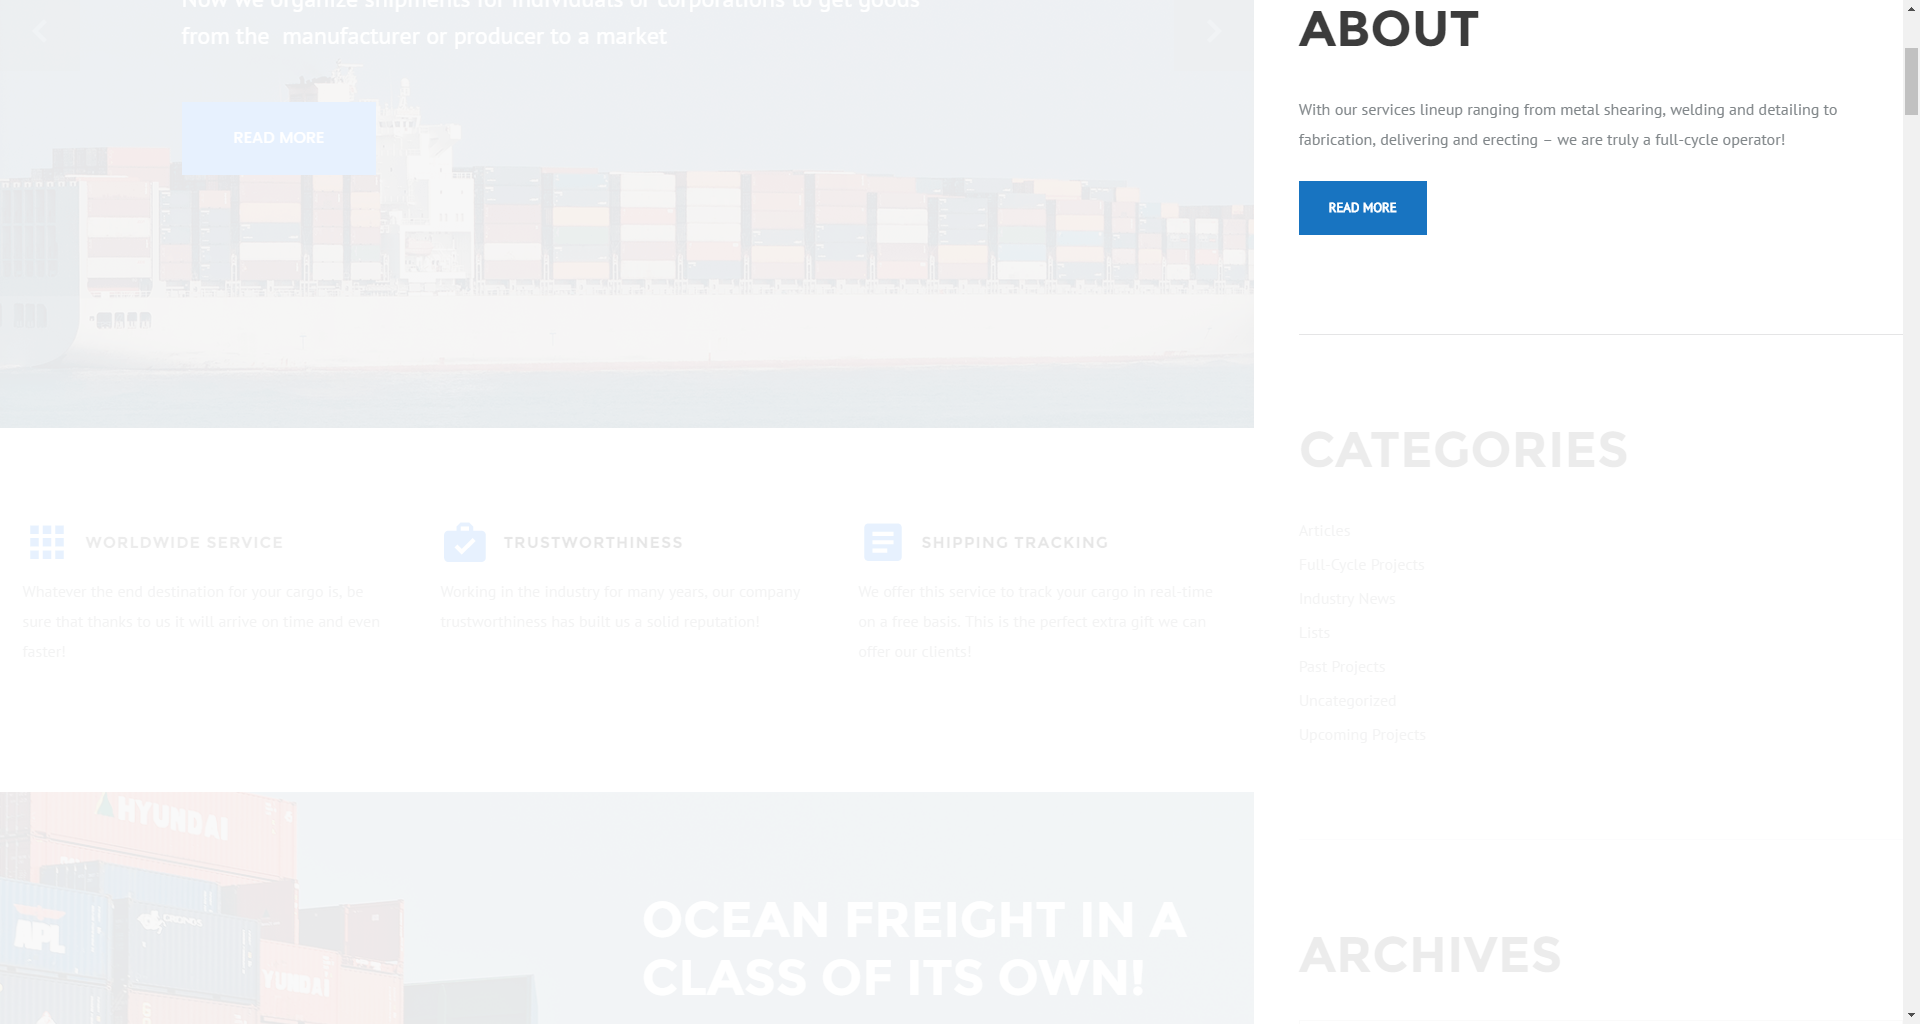 Now we organize shipments for individuals or corporations to get goods
from the manufacturer or producer to a market
READ MORE
WORLDWIDE SERVICE
Whatever the end destination for your cargo is, be
sure that thanks to us it will arrive on time and even
faster!
TRUSTWORTHINESS
Working in the industry for many years, our company
trustworthiness has built us a solid reputation!
SHIPPING TRACKING
We offer this service to track your cargo in real-time
on a free basis. This is the perfect extra gift we can
offer our clients!
HYUNDAI
CRONOS
APL
YUNDAI
OCEAN FREIGHT IN A
CLASS OF ITS OWN!
ABOUT
With our services lineup ranging from metal shearing, welding and detailing to
fabrication, delivering and erecting – we are truly a full-cycle operator!
READ MORE
CATEGORIES
Articles
Full-Cycle Projects
Industry News
Lists
Past Projects
Uncategorized
Upcoming Projects
ARCHIVES